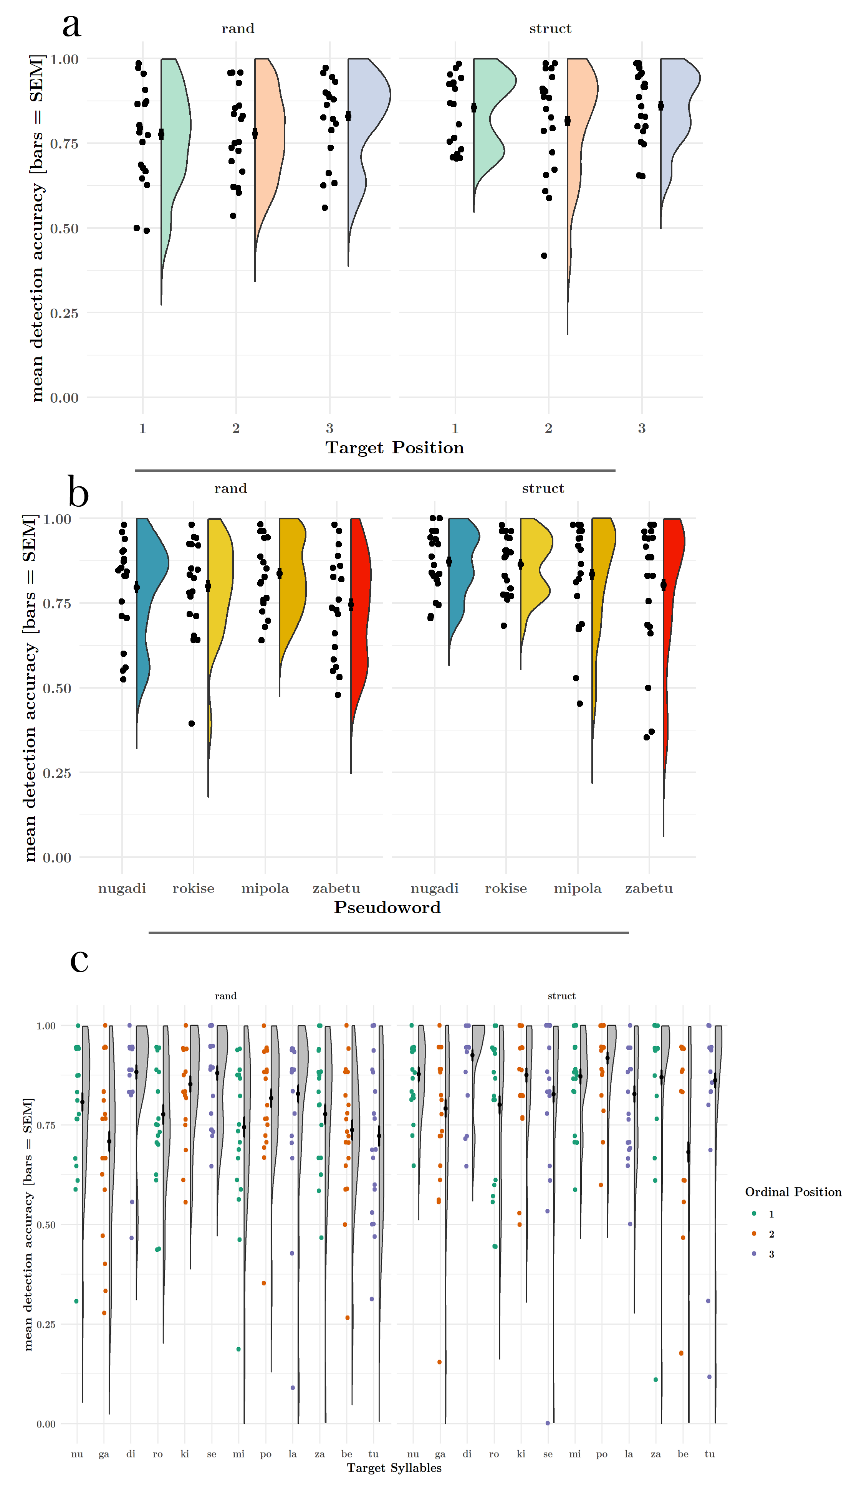 a
rand struct
mean detection accuracy [bars = SEM]
1.00
0.75
0.50
0.25
0.00
1 2 3 1 2 3
Target Position
b
rand struct
mean detection accuracy [bars = SEM]
1.00
0.75
0.50
0.25
0.00
nugadi rokise mipola zabetu nugadi rokise mipola zabetu
Pseudoword
c
rand struct
mean detection accuracy [bars = SEM]
1.00
0.75
0.50
0.25
0.00
nu ga di ro ki se mi po la za be tu nu ga di ro ki se mi po la za be tu
Target Syllables
Ordinal Position
1
2
3